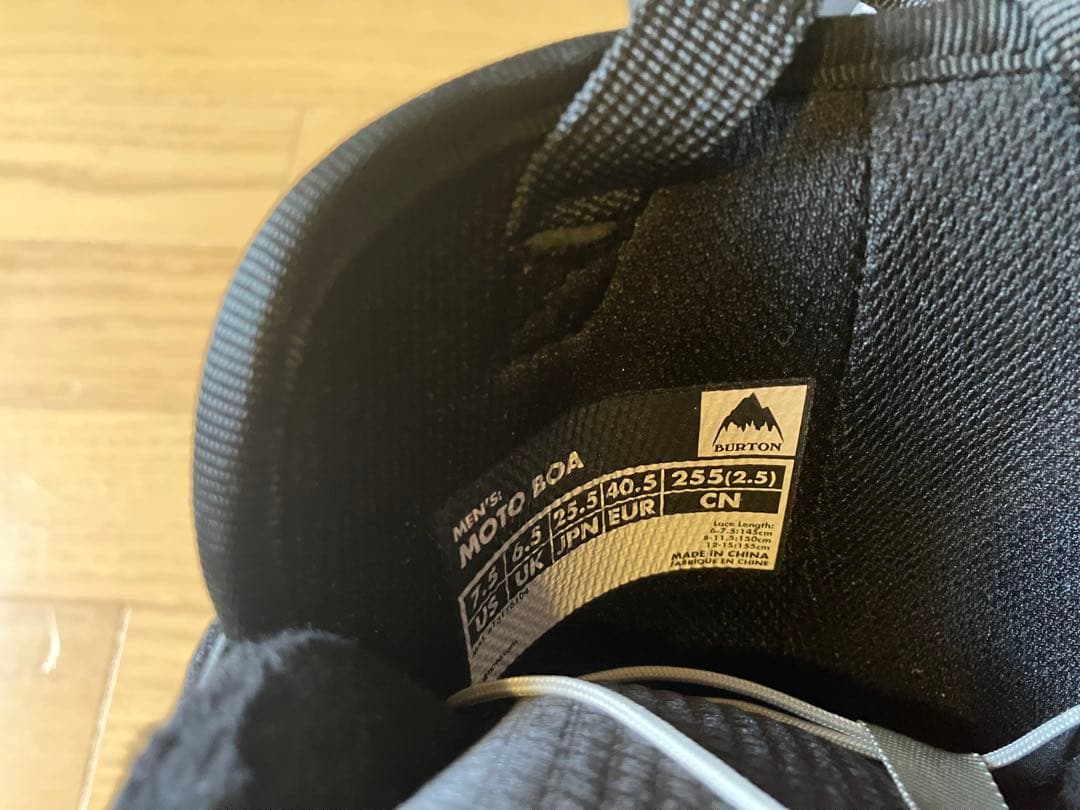 BURTON
MEN'S:
MOTO BOA
7.5 6.5 25.5 40.5 255(2.5)
US UK JPN EUR CN
Lace Length:
6-7.5:145cm
8-11.5:150cm
12-15:155cm
MADE IN CHINA
FABRIQUÉ EN CHINE